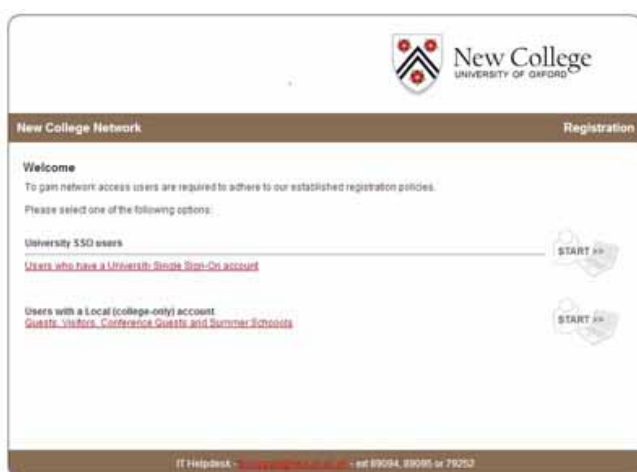 New College
UNIVERSITY OF OXFORD
New College Network
Registration
Welcome
To gain network access users are required to adhere to our established registration policies.
Please select one of the following options:
University SSO users
START >>
Users who have a University Single Sign-On account
Users with a Local (college-only) account
START >>
Guests, Visitors, Conference Guests and Summer Schools
IT Helpdesk - - ext 89094, 89095 or 79252